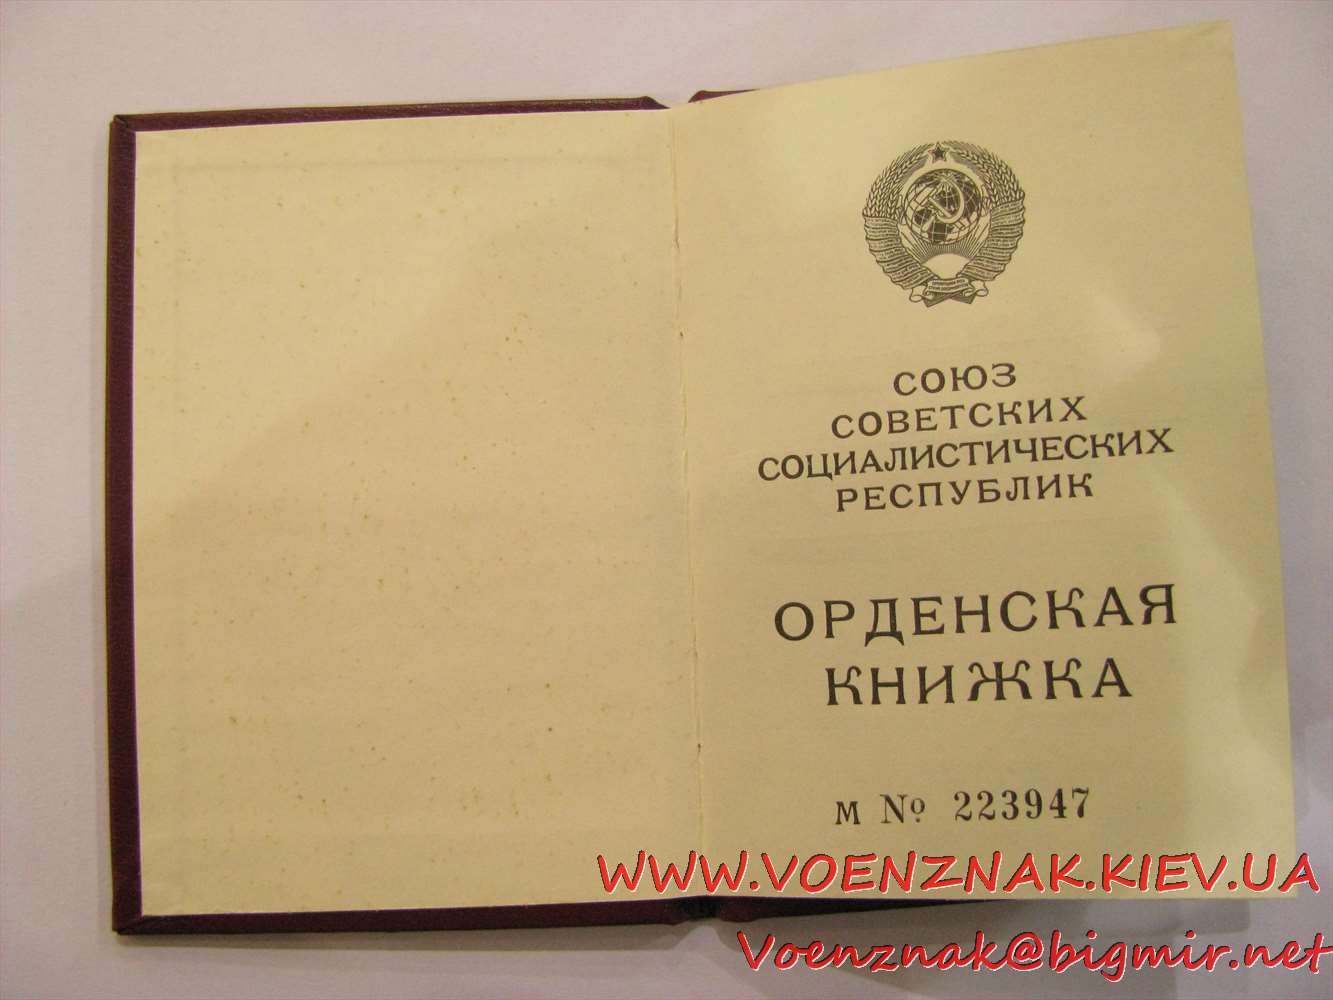 СОЮЗ
СОВЕТСКИХ
СОЦИАЛИСТИЧЕСКИХ
РЕСПУБЛИК
ОРДЕНСКАЯ
КНИЖКА
М № 223947
WWW.VOENZNAK.KIEV.UA
Voenznak@bigmir.net